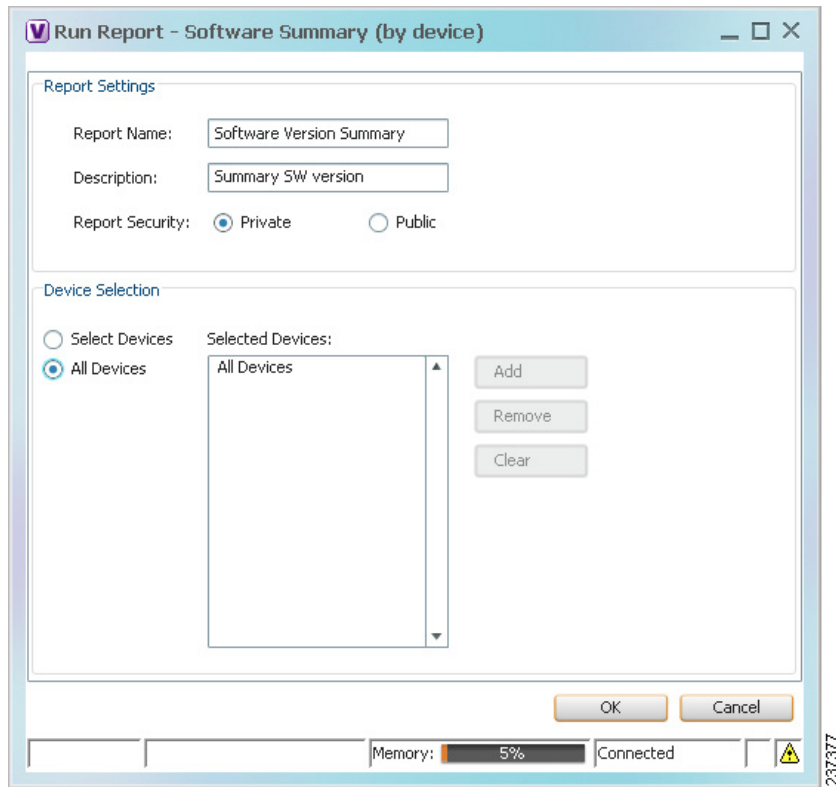 V Run Report - Software Summary (by device)
Report Settings
Report Name: Software Version Summary
Description: Summary SW version
Report Security: Private Public
Device Selection
Select Devices Selected Devices:
All Devices All Devices Add
Remove
Clear
OK Cancel
Memory: 5% Connected
237377